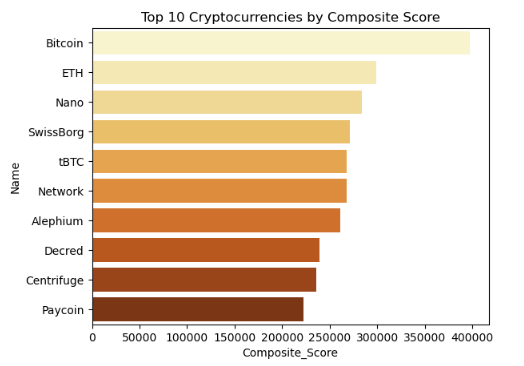 Top 10 Cryptocurrencies by Composite Score
Name
Bitcoin
ETH
Nano
SwissBorg
tBTC
Network
Alephium
Decred
Centrifuge
Paycoin
0 50000 100000 150000 200000 250000 300000 350000 400000
Composite_Score